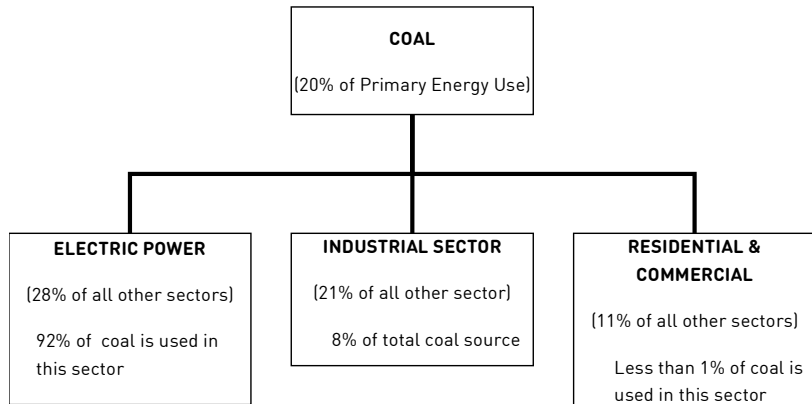 COAL
(20% of Primary Energy Use)
ELECTRIC POWER
(28% of all other sectors)
92% of coal is used in
this sector
INDUSTRIAL SECTOR
(21% of all other sector)
8% of total coal source
RESIDENTIAL &
COMMERCIAL
(11% of all other sectors)
Less than 1% of coal is
used in this sector